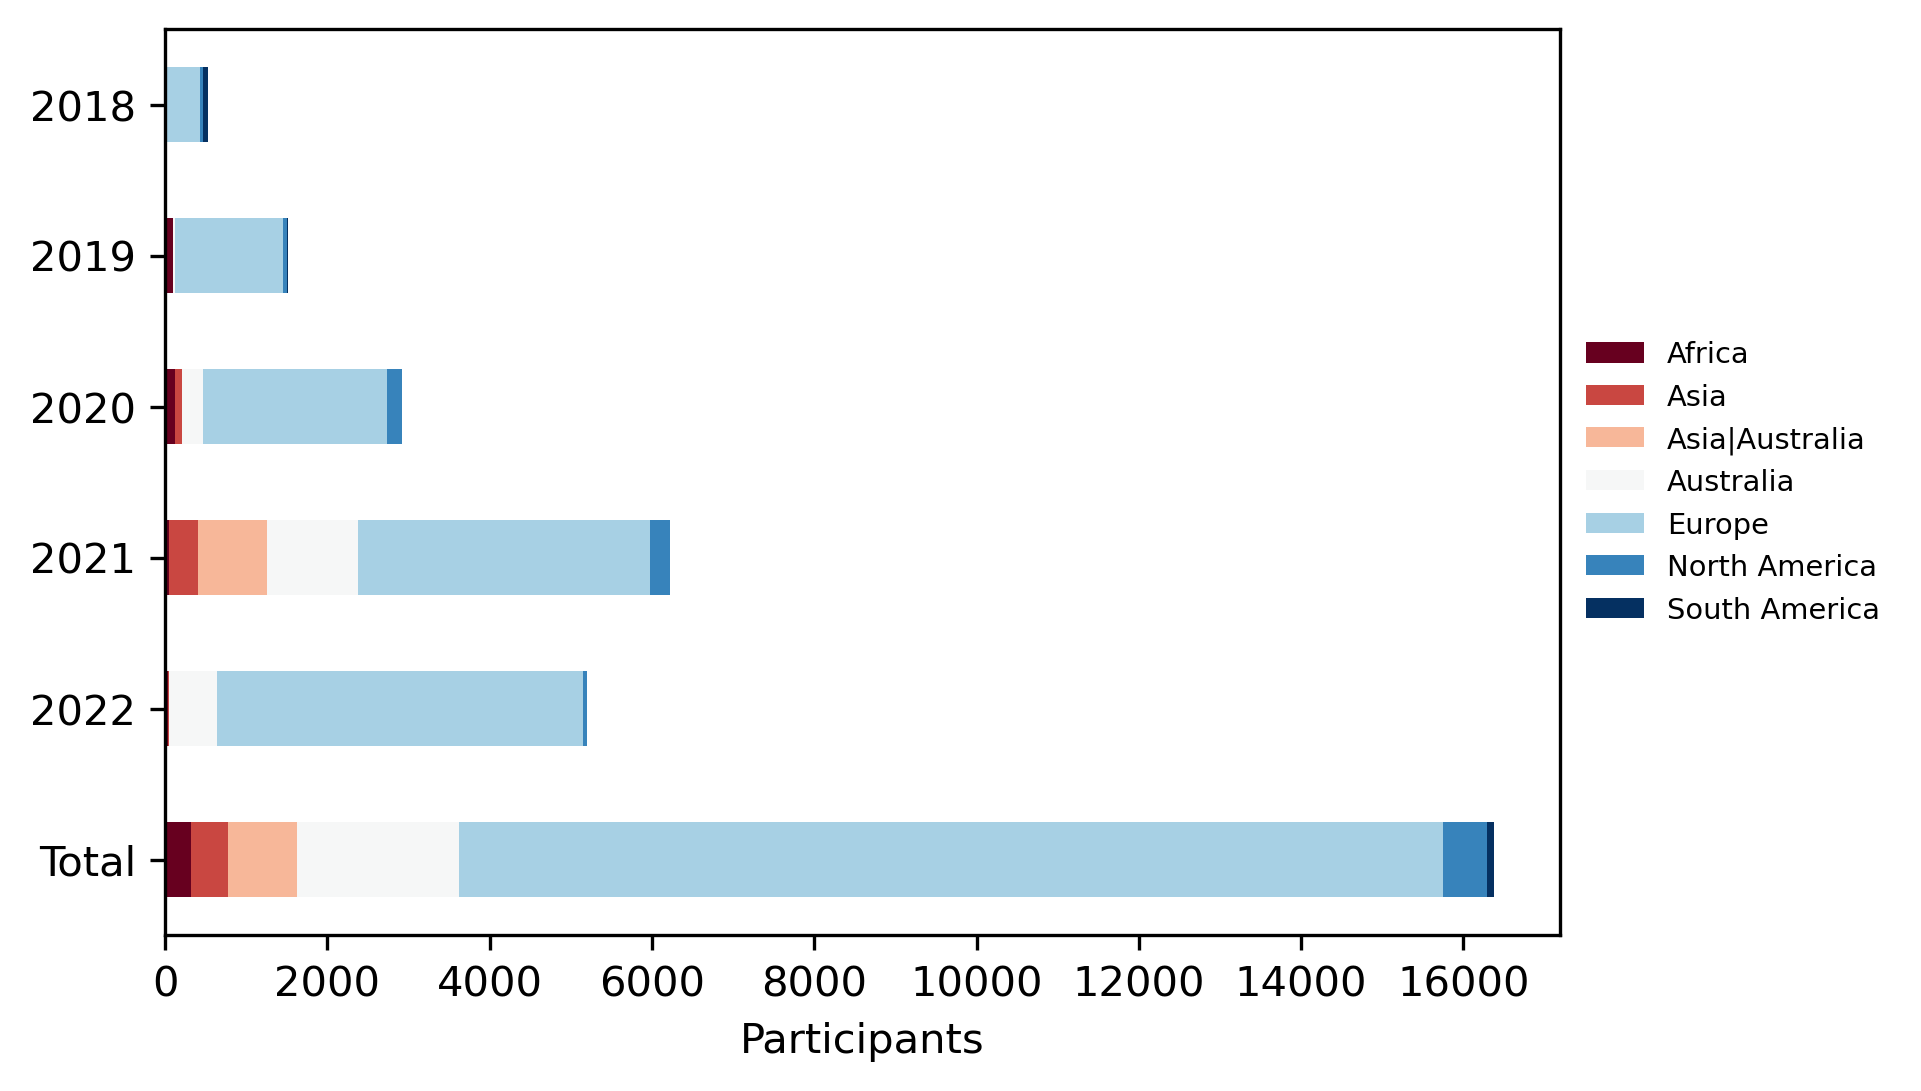 2018
2019
2020
2021
2022
Total
0 2000 4000 6000 8000 10000 12000 14000 16000
Participants
Africa
Asia
Asia|Australia
Australia
Europe
North America
South America